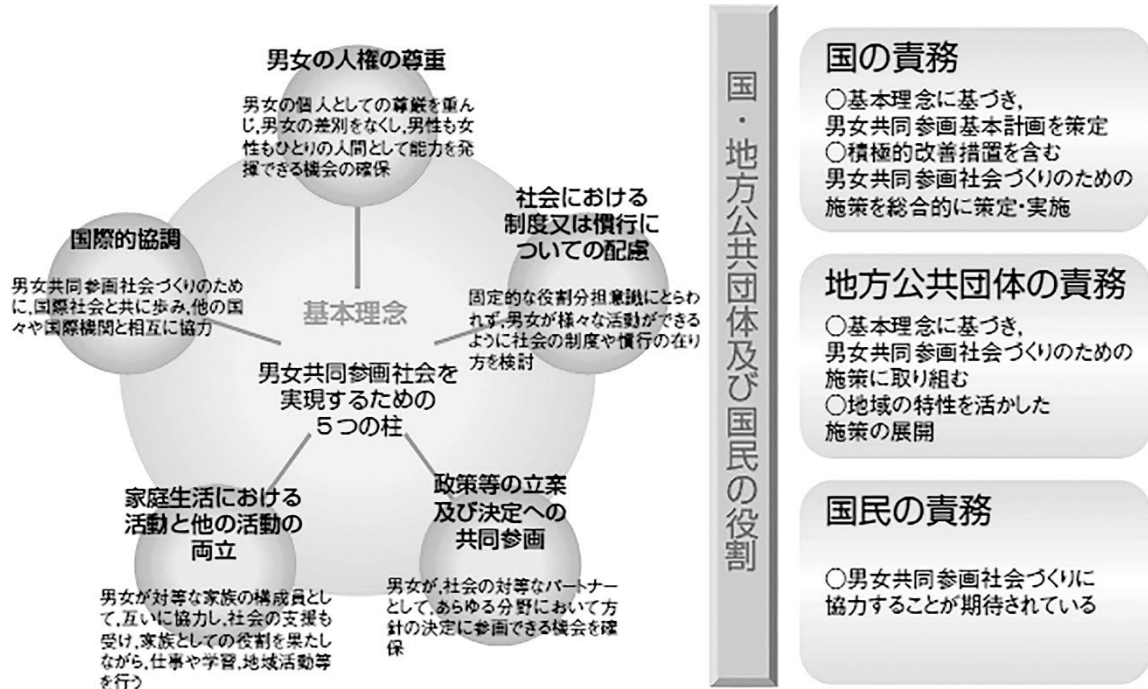 男女の人権の尊重
男女の個人としての尊厳を重ん
じ,男女の差別をなくし,男性も女
性もひとりの人間として能力を発
揮できる機会の確保
社会における
制度又は慣行に
ついての配慮
固定的な役割分担意識にとらわ
れず,男女が様々な活動ができる
ように社会の制度や慣行の在り
方を検討
国際的協調
男女共同参画社会づくりのため
に,国際社会と共に歩み,他の国
々や国際機関と相互に協力
基本理念
男女共同参画社会を
実現するための
5つの柱
家庭生活における
活動と他の活動の
両立
男女が対等な家族の構成員とし
て,互いに協力し,社会の支援も
受け,家族としての役割を果たし
ながら,仕事や学習,地域活動等
を行う
政策等の立案
及び決定への
共同参画
男女が,社会の対等なパートナー
として,あらゆる分野において方
針の決定に参画できる機会を確
保
国・地方公共団体及び国民の役割
国の責務
○基本理念に基づき,
男女共同参画基本計画を策定
○積極的改善措置を含む
男女共同参画社会づくりのための
施策を総合的に策定・実施
地方公共団体の責務
○基本理念に基づき,
男女共同参画社会づくりのための
施策に取り組む
○地域の特性を活かした
施策の展開
国民の責務
○男女共同参画社会づくりに
協力することが期待されている